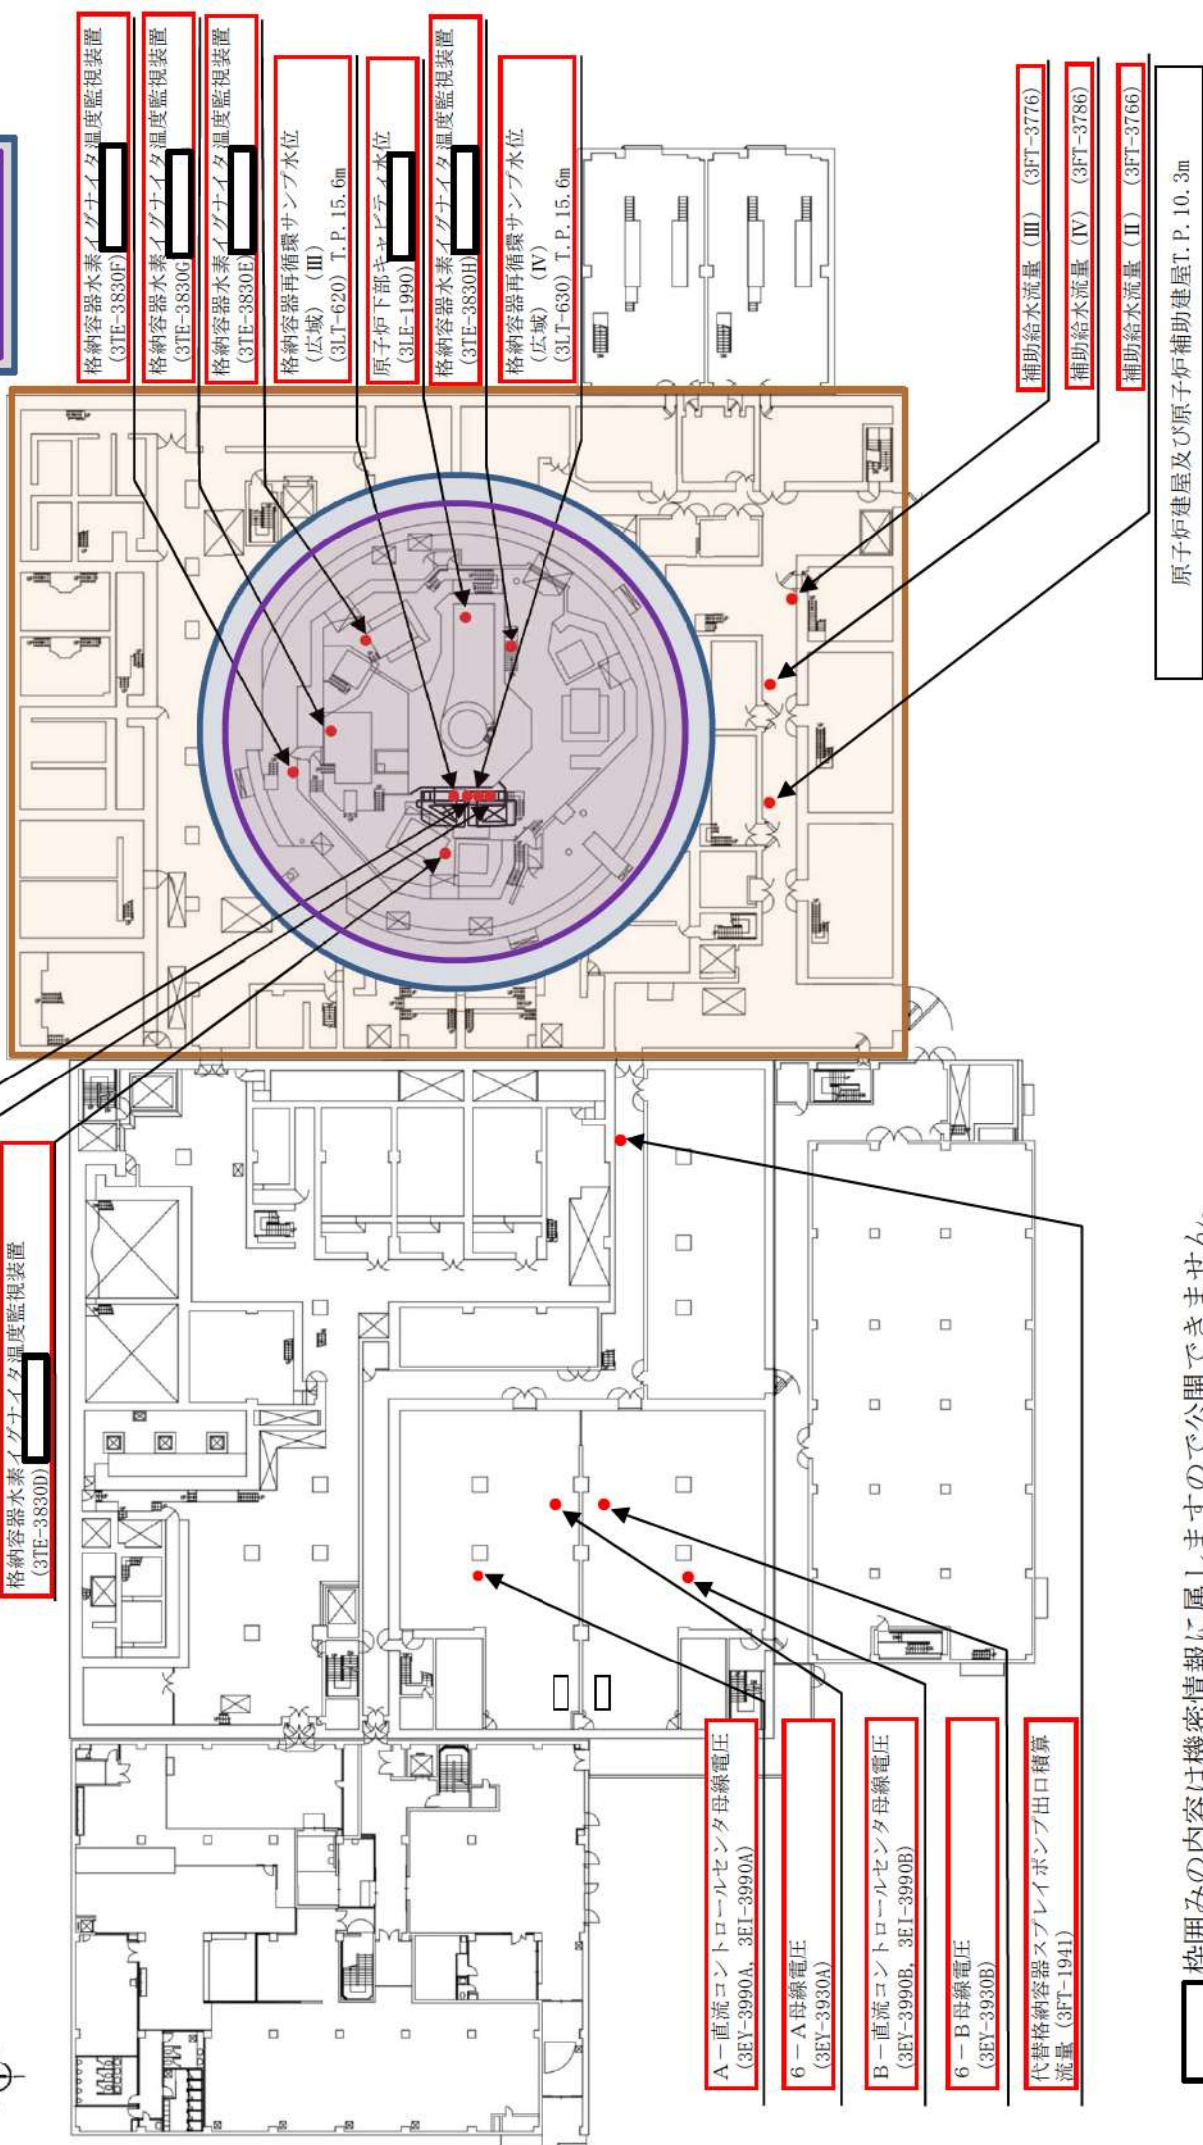 格納容器水素イグナイタ温度監視装置
(3TE-3830F)
格納容器水素イグナイタ温度監視装置
(3TE-3830G)
格納容器水素イグナイタ温度監視装置
(3TE-3830E)
格納容器再循環サンプ水位
（広域）（Ⅲ）
(3LT-620) T.P.15.6m
原子炉下部キャビティ水位
(3LE-1990)
格納容器水素イグナイタ温度監視装置
(3TE-3830H)
格納容器再循環サンプ水位
（広域）（Ⅳ）
(3LT-630) T.P.15.6m
補助給水流量（Ⅲ）（3FT-3776）
補助給水流量（Ⅳ）（3FT-3786）
補助給水流量（Ⅱ）（3FT-3766）
原子炉建屋及び原子炉補助建屋T.P.10.3m
格納容器水素イグナイタ温度監視装置
(3TE-3830D)
A－直流コントロールセンタ母線電圧
(3EY-3990A, 3EI-3990A)
6－A母線電圧
(3EY-3930A)
B－直流コントロールセンタ母線電圧
(3EY-3990B, 3EI-3990B)
6－B母線電圧
(3EY-3930B)
代替格納容器スプレイポンプ出口積算
流量（3FT-1941）
枠囲みの内容は機密情報に属しますので公開できません。